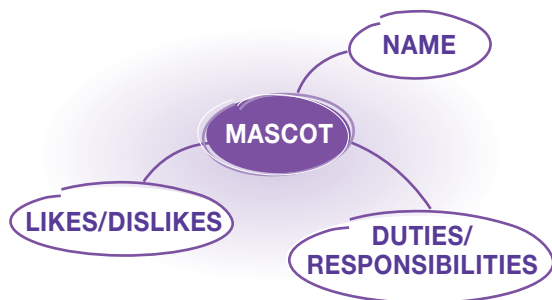 NAME
MASCOT
LIKES/DISLIKES
DUTIES/
RESPONSIBILITIES